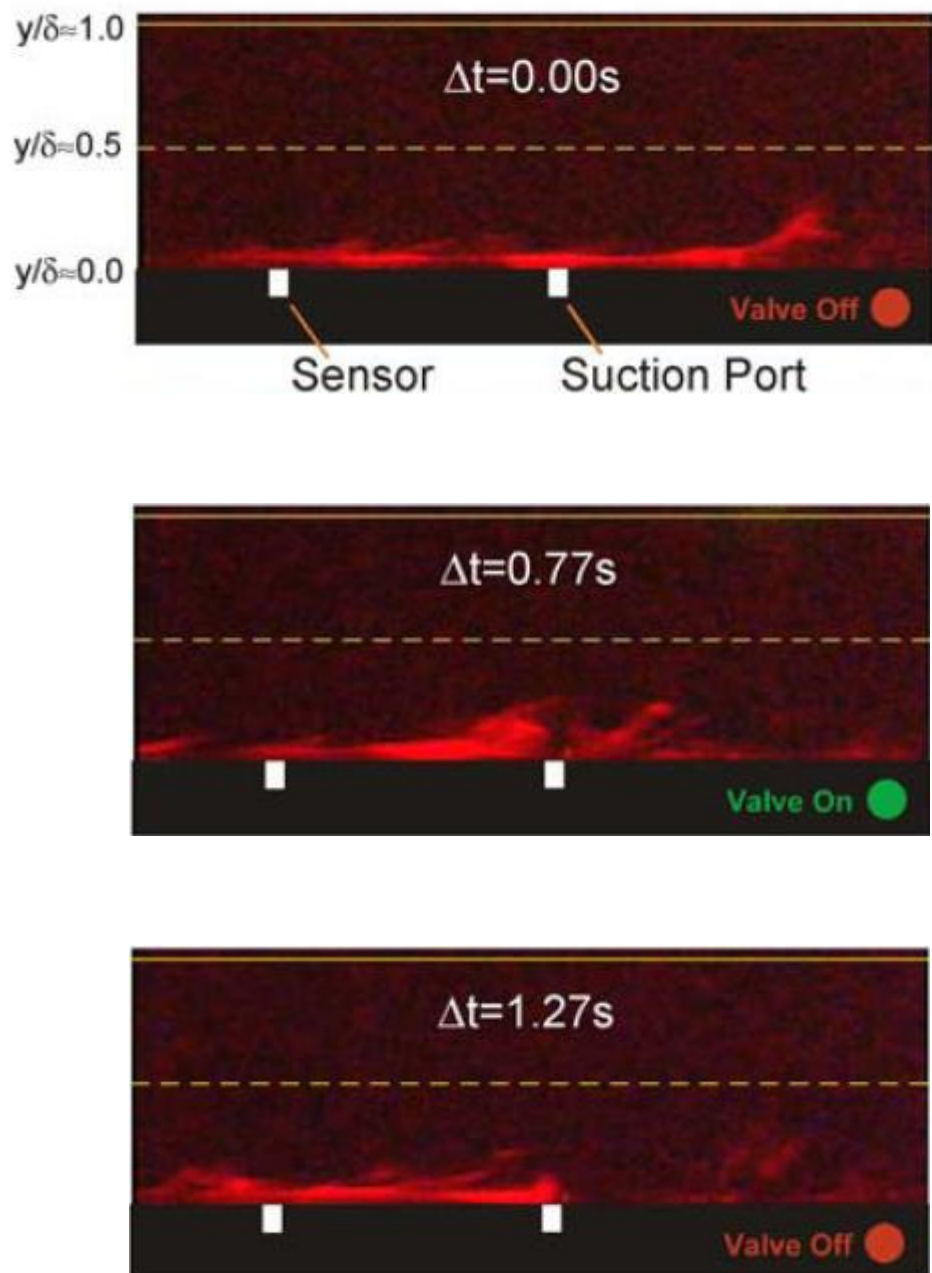 y/δ≈1.0
Δt=0.00s
y/δ≈0.5
y/δ≈0.0
Valve Off
Sensor
Suction Port
Δt=0.77s
Valve On
Δt=1.27s
Valve Off